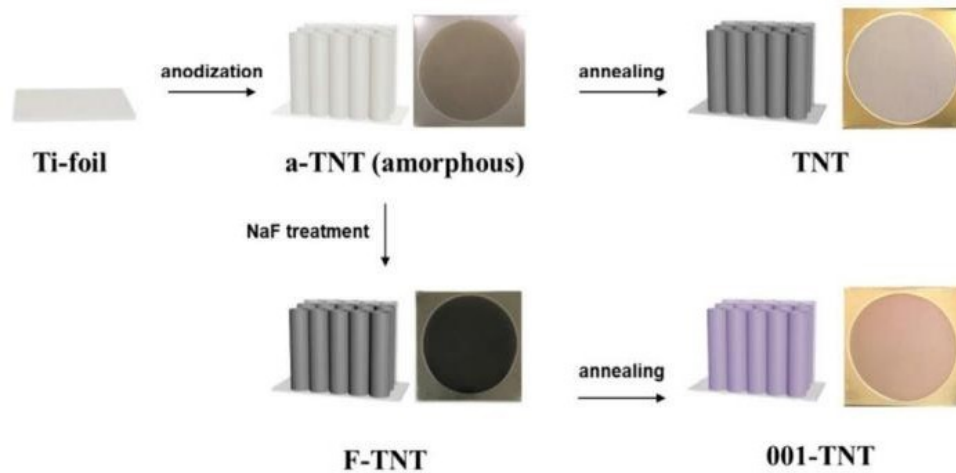 anodization
annealing
Ti-foil
a-TNT (amorphous)
TNT
NaF treatment
annealing
F-TNT
001-TNT